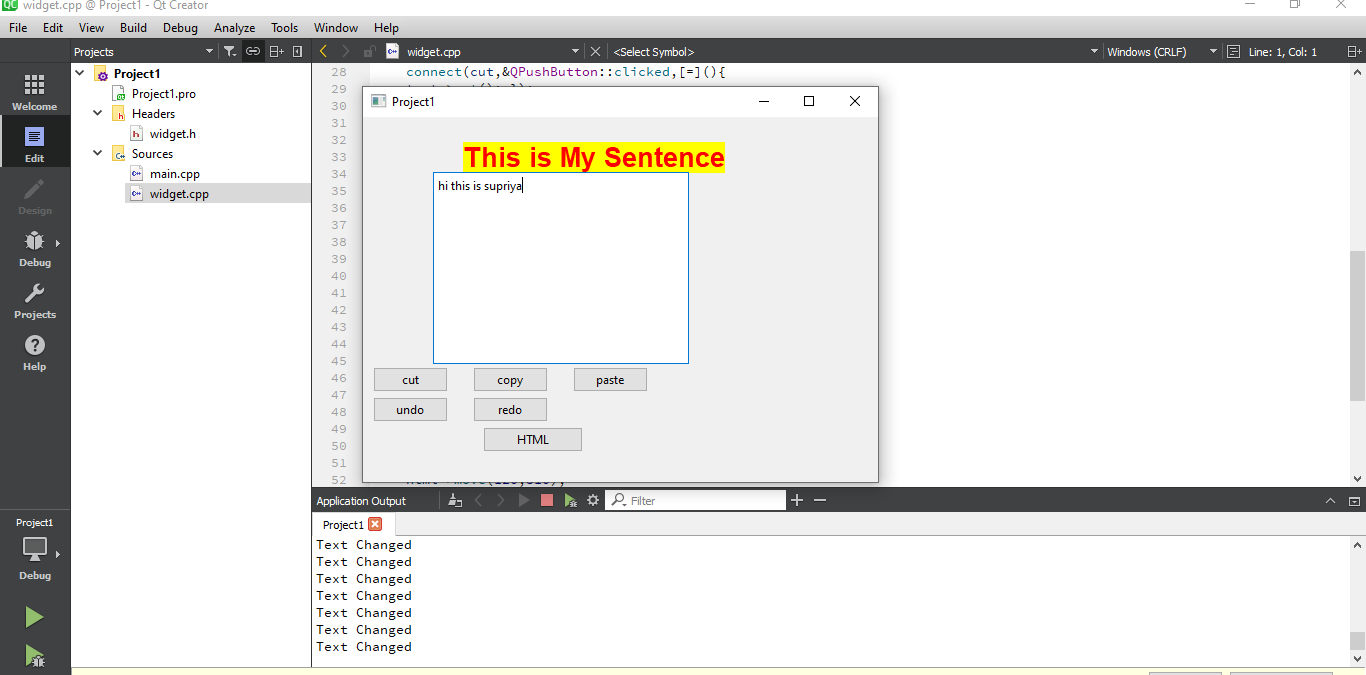 widget.cpp @ Project1 - Qt Creator
File Edit View Build Debug Analyze Tools Window Help
Projects
widget.cpp
<Select Symbol>
Windows (CRLF)
Line: 1, Col: 1
Welcome
Edit
Design
Debug
Projects
Help
Project1
Debug
Project1
Project1.pro
Headers
widget.h
Sources
main.cpp
widget.cpp
28 connect(cut,&QPushButton::clicked,[=](){
29
30
31
32
33
34
35
36
37
38
39
40
41
42
43
44
45
46
47
48
49
50
51
52
Project1
This is My Sentence
hi this is supriya
cut copy paste
undo redo
HTML
Application Output
Filter
Project1
Text Changed
Text Changed
Text Changed
Text Changed
Text Changed
Text Changed
Text Changed